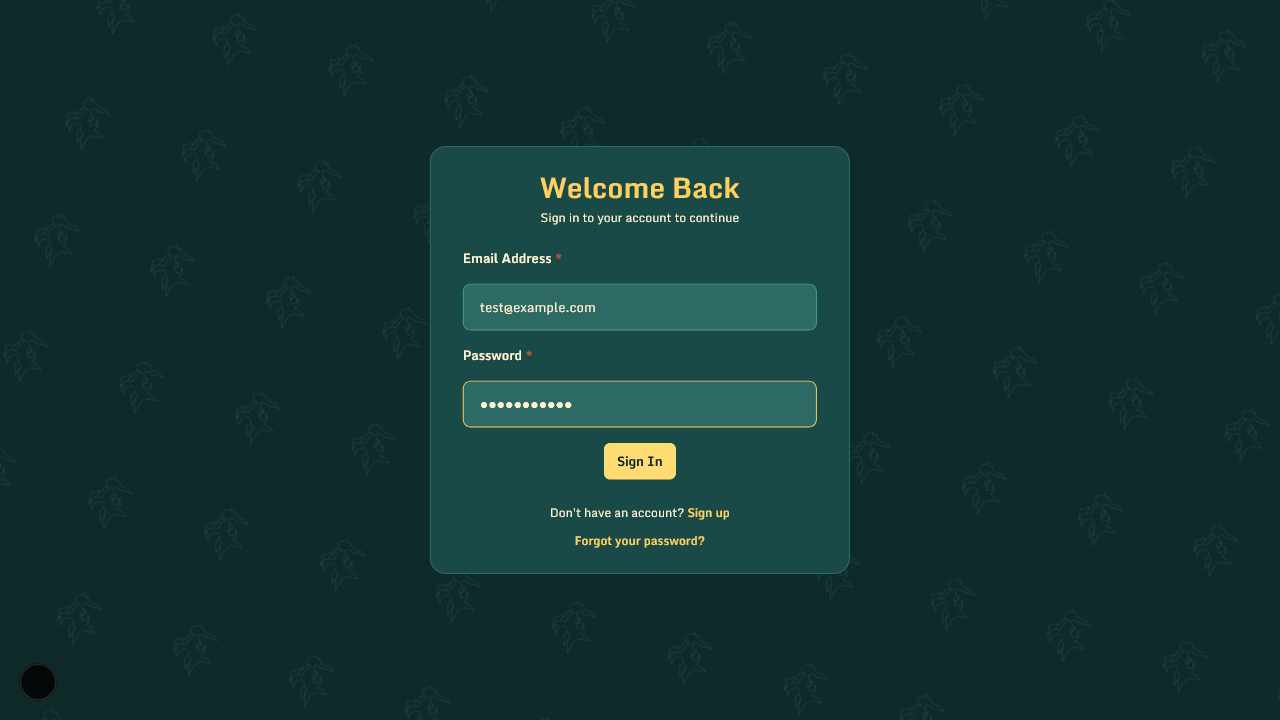 Welcome Back
Sign in to your account to continue
Email Address *
test@example.com
Password *
●●●●●●●●●●●
Sign In
Don't have an account? Sign up
Forgot your password?